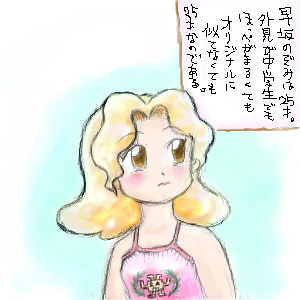 早坂のぞみは25才。
外見が中学生でも
ほっぺがまるくても
オリジナルに
似てなくても
25才なのである。